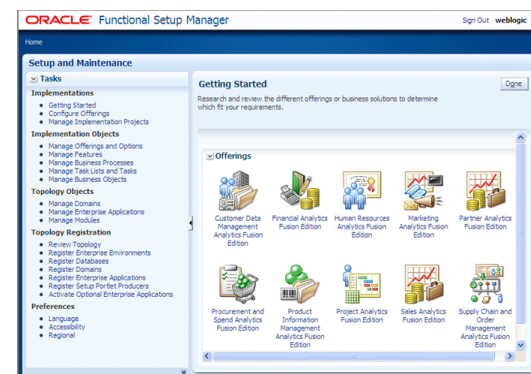 ORACLE Functional Setup Manager
Sign Out weblogic
Home
Setup and Maintenance
Tasks
Implementations
Getting Started
Configure Offerings
Manage Implementation Projects
Implementation Objects
Manage Offerings and Options
Manage Features
Manage Business Processes
Manage Task Lists and Tasks
Manage Business Objects
Topology Objects
Manage Domains
Manage Enterprise Applications
Manage Modules
Topology Registration
Review Topology
Register Enterprise Environments
Register Databases
Register Domains
Register Enterprise Applications
Register Setup Portlet Producers
Activate Optional Enterprise Applications
Preferences
Language
Accessibility
Regional
Getting Started
Done
Research and review the different offerings or business solutions to determine
which fit your requirements.
Offerings
Customer Data
Management
Analytics Fusion
Edition
Financial Analytics
Fusion Edition
Human Resources
Analytics Fusion
Edition
Marketing
Analytics Fusion
Edition
Partner Analytics
Fusion Edition
Procurement and
Spend Analytics
Fusion Edition
Product
Information
Management
Analytics Fusion
Edition
Project Analytics
Fusion Edition
Sales Analytics
Fusion Edition
Supply Chain and
Order
Management
Analytics Fusion
Edition